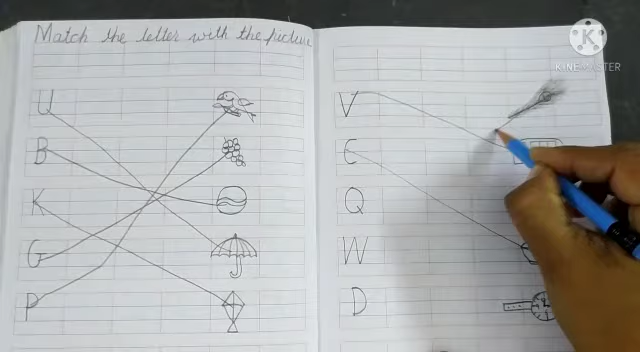 Match the letter with the picture
U
B
K
G
P
V
E
Q
W
D
K
KINEMASTER